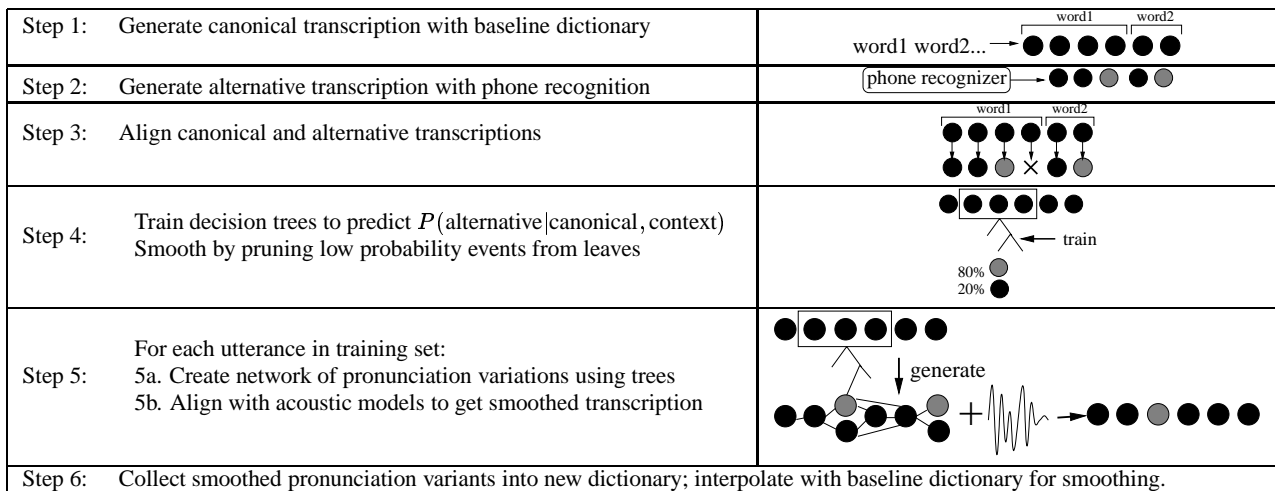 Step 1: Generate canonical transcription with baseline dictionary
word1 word2
word1 word2...
Step 2: Generate alternative transcription with phone recognition
phone recognizer
Step 3: Align canonical and alternative transcriptions
word1 word2
Step 4:
Train decision trees to predict P(alternative|canonical, context)
Smooth by pruning low probability events from leaves
train
80%
20%
Step 5:
For each utterance in training set:
5a. Create network of pronunciation variations using trees
5b. Align with acoustic models to get smoothed transcription
generate
+
Step 6: Collect smoothed pronunciation variants into new dictionary; interpolate with baseline dictionary for smoothing.